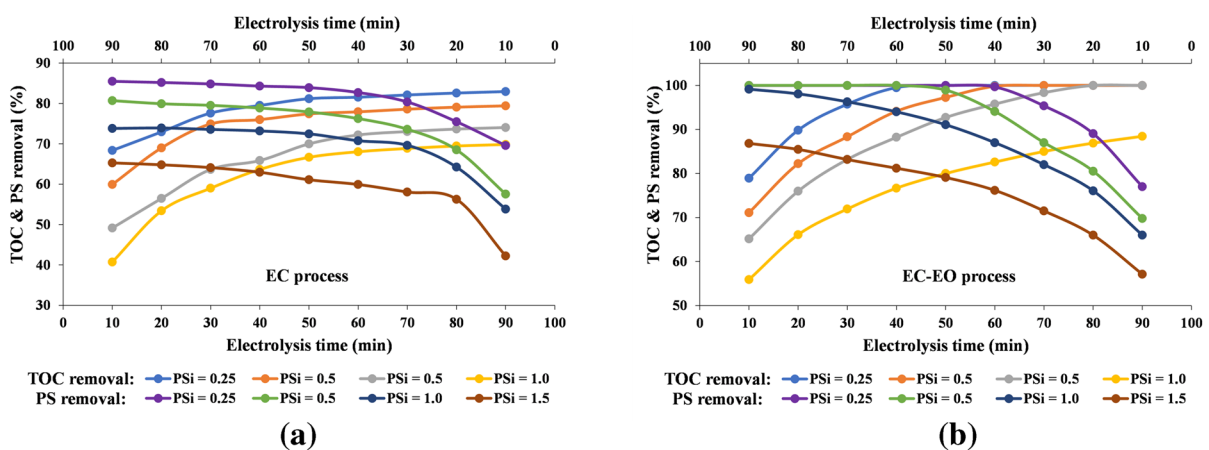 Electrolysis time (min)
100 90 80 70 60 50 40 30 20 10 0
90
80
70
60
50
40
30
TOC & PS removal (%)
EC process
0 10 20 30 40 50 60 70 80 90 100
Electrolysis time (min)
TOC removal: PSi = 0.25 PSi = 0.5 PSi = 0.5 PSi = 1.0
PS removal: PSi = 0.25 PSi = 0.5 PSi = 1.0 PSi = 1.5
(a)
Electrolysis time (min)
100 90 80 70 60 50 40 30 20 10 0
100
90
80
70
60
50
TOC & PS removal (%)
EC-EO process
0 10 20 30 40 50 60 70 80 90 100
Electrolysis time (min)
TOC removal: PSi = 0.25 PSi = 0.5 PSi = 0.5 PSi = 1.0
PS removal: PSi = 0.25 PSi = 0.5 PSi = 1.0 PSi = 1.5
(b)